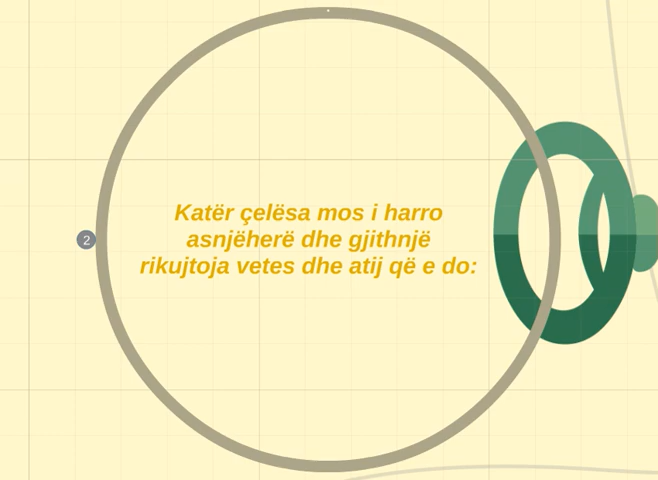 Katër çelësa mos i harro
asnjëherë dhe gjithnjë
rikujtoja vetes dhe atij që e do:
2